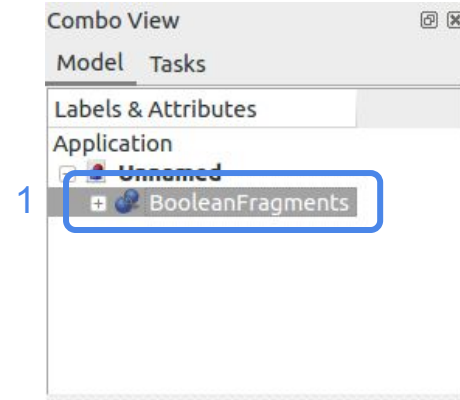 Combo View
Model Tasks
Labels & Attributes
Application
Unnamed
1 BooleanFragments